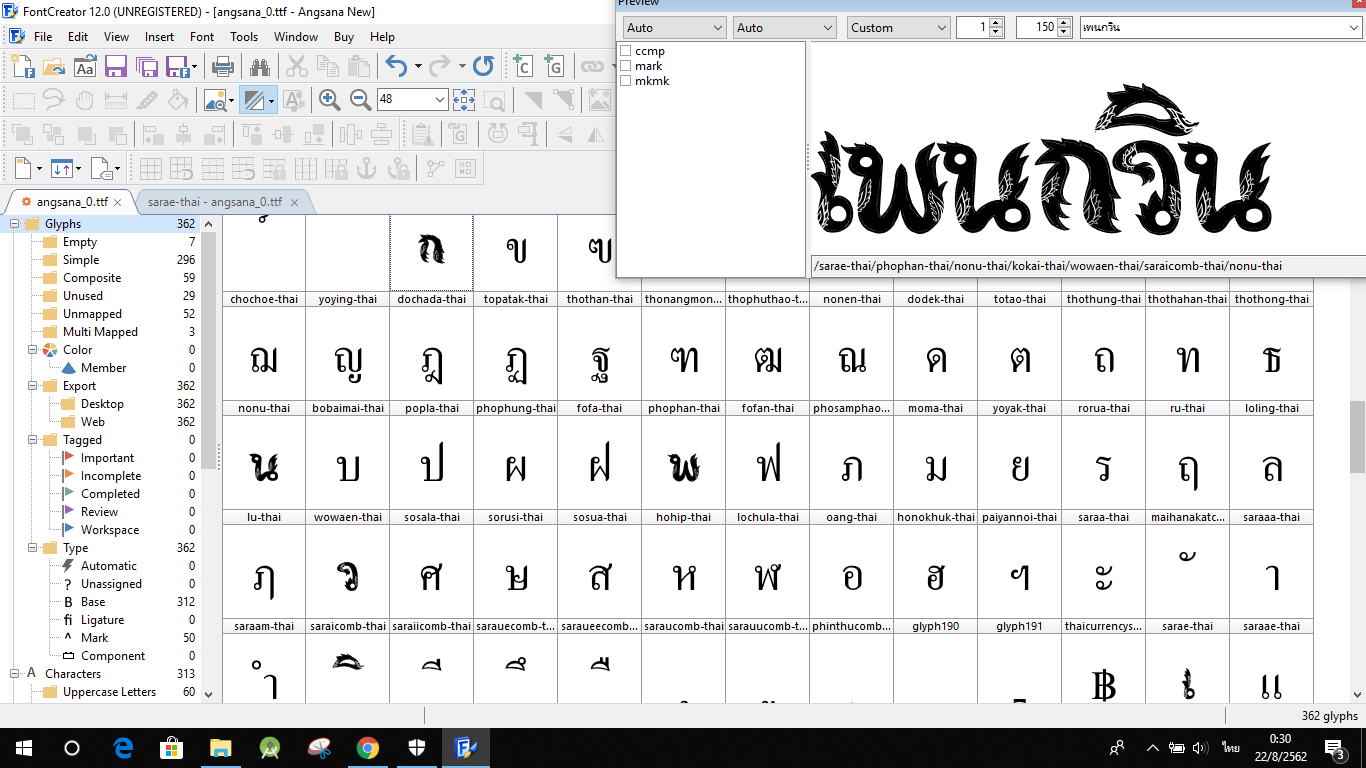 FontCreator 12.0 (UNREGISTERED) - [angsana_0.ttf - Angsana New]
Preview
File Edit View Insert Font Tools Window Buy Help
Auto Auto Custom 1 150 เพนกวิน
ccmp
mark
mkmk
48
เพนกวิน
/sarae-thai/phophan-thai/nonu-thai/kokai-thai/wowaen-thai/saraicomb-thai/nonu-thai
angsana_0.ttf
sarae-thai - angsana_0.ttf
Glyphs 362
Empty 7
Simple 296
Composite 59
Unused 29
Unmapped 52
Multi Mapped 3
Color 0
Member 0
Export 362
Desktop 362
Web 362
Tagged 0
Important 0
Incomplete 0
Completed 0
Review 0
Workspace 0
Type 362
Automatic 0
Unassigned 0
Base 312
Ligature 0
Mark 50
Component 0
Characters 313
Uppercase Letters 60
ก ข ฃ
chochoe-thai yoying-thai dochada-thai topatak-thai thothan-thai thonangmon... thophuthao-t... nonen-thai dodek-thai totao-thai thothung-thai thothahan-thai thothong-thai
ฌ ญ ฎ ฏ ฐ ฑ ฒ ณ ด ต ถ ท ธ
nonu-thai bobaimai-thai popla-thai phophung-thai fofa-thai phophan-thai fofan-thai phosamphao... moma-thai yoyak-thai rorua-thai ru-thai loling-thai
น บ ป ผ ฝ พ ฟ ภ ม ย ร ฤ ล
lu-thai wowaen-thai sosala-thai sorusi-thai sosua-thai hohip-thai lochula-thai oang-thai honokhuk-thai paiyannoi-thai saraa-thai maihanakatc... saraaa-thai
ฦ ว ศ ษ ส ห ฬ อ ฮ ฯ ะ ั า
saraam-thai saraicomb-thai saraiicomb-thai sarauecomb-t... saraueecomb... saraucomb-thai sarauucomb-t... phinthucomb... glyph190 glyph191 thaicurrencys... sarae-thai saraae-thai
ำ ิ ี ึ ื ฿ เ แ
362 glyphs
ไทย
0:30
22/8/2562
3